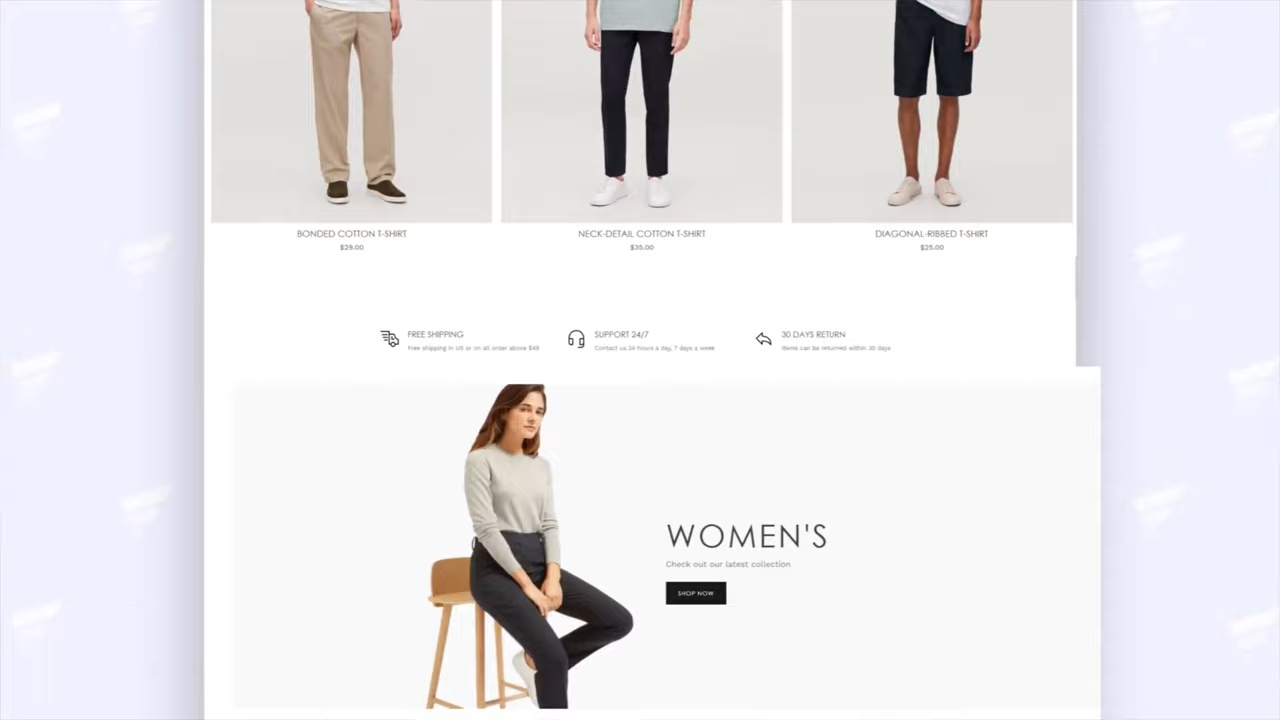 BONDED COTTON T-SHIRT
$29.00
NECK-DETAIL COTTON T-SHIRT
$35.00
DIAGONAL-RIBBED T-SHIRT
$25.00
FREE SHIPPING
Free shipping in US or on all order above $49
SUPPORT 24/7
Contact us 24 hours a day, 7 days a week
30 DAYS RETURN
Items can be returned within 30 days
WOMEN'S
Check out our latest collection
SHOP NOW